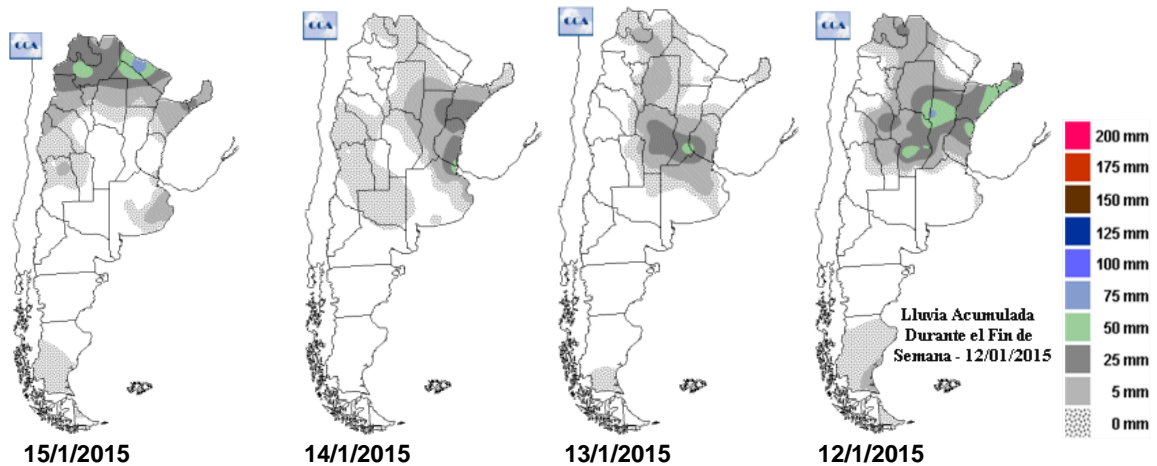 CCA
CCA
CCA
CCA
200 mm
175 mm
150 mm
125 mm
100 mm
75 mm
50 mm
25 mm
5 mm
0 mm
Lluvia Acumulada
Durante el Fin de
Semana - 12/01/2015
15/1/2015
14/1/2015
13/1/2015
12/1/2015